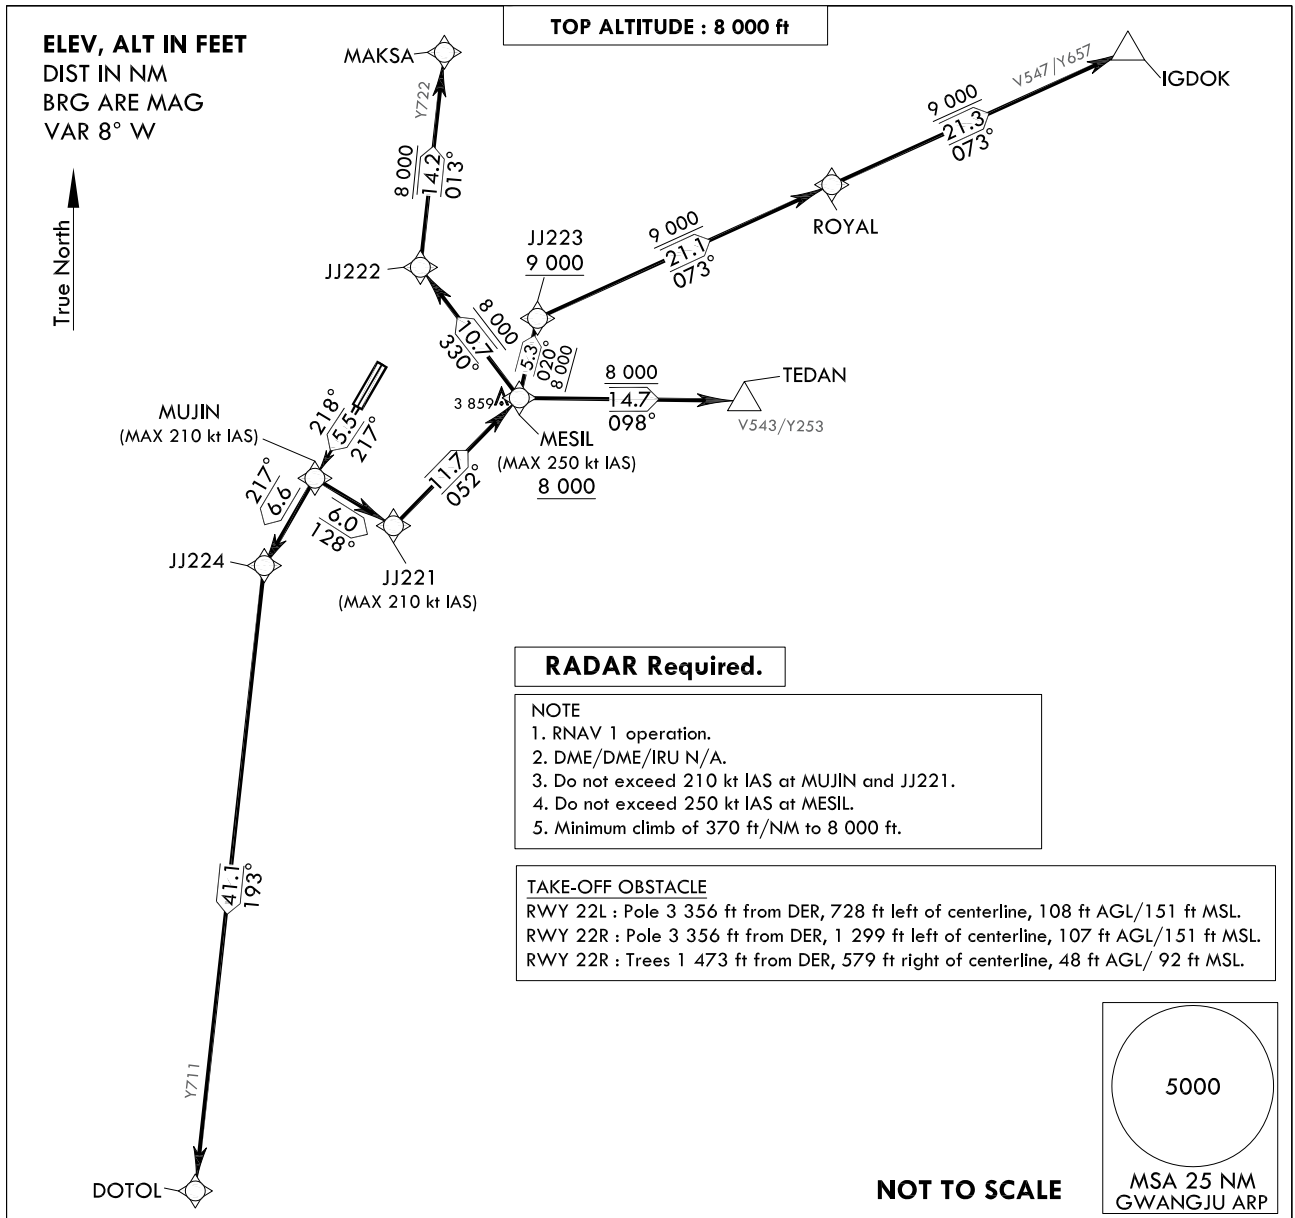 TOP ALTITUDE : 8 000 ft
ELEV, ALT IN FEET
DIST IN NM
BRG ARE MAG
VAR 8° W
True North
MAKSA
Y722
8 000
14.2
013°
JJ222
V547/Y657
IGDOK
9 000
21.3
073°
ROYAL
9 000
21.1
073°
JJ223
9 000
8 000
10.7
330°
5.3
020°
8 000
8 000
14.7
098°
TEDAN
V543/Y253
3 859
MESIL
(MAX 250 kt IAS)
8 000
MUJIN
(MAX 210 kt IAS)
218°
5.5
217°
11.7
052°
217°
6.6
6.0
128°
JJ224
JJ221
(MAX 210 kt IAS)
41.1
193°
Y711
DOTOL
RADAR Required.
NOTE
1. RNAV 1 operation.
2. DME/DME/IRU N/A.
3. Do not exceed 210 kt IAS at MUJIN and JJ221.
4. Do not exceed 250 kt IAS at MESIL.
5. Minimum climb of 370 ft/NM to 8 000 ft.
TAKE-OFF OBSTACLE
RWY 22L : Pole 3 356 ft from DER, 728 ft left of centerline, 108 ft AGL/151 ft MSL.
RWY 22R : Pole 3 356 ft from DER, 1 299 ft left of centerline, 107 ft AGL/151 ft MSL.
RWY 22R : Trees 1 473 ft from DER, 579 ft right of centerline, 48 ft AGL/ 92 ft MSL.
5000
MSA 25 NM
GWANGJU ARP
NOT TO SCALE